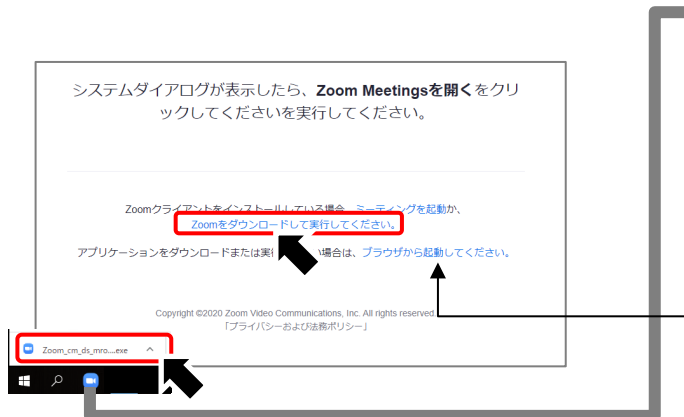 システムダイアログが表示したら、Zoom Meetingsを開くをクリ
ックしてくださいを実行してください。
Zoomクライアントをインストールしている場合、ミーティングを起動か、
Zoomをダウンロードして実行してください。
アプリケーションをダウンロードまたは実行 い場合は、ブラウザから起動してください。
Copyright ©2020 Zoom Video Communications, Inc. All rights reserved.
「プライバシーおよび法務ポリシー」
Zoom_cm_ds_mro....exe